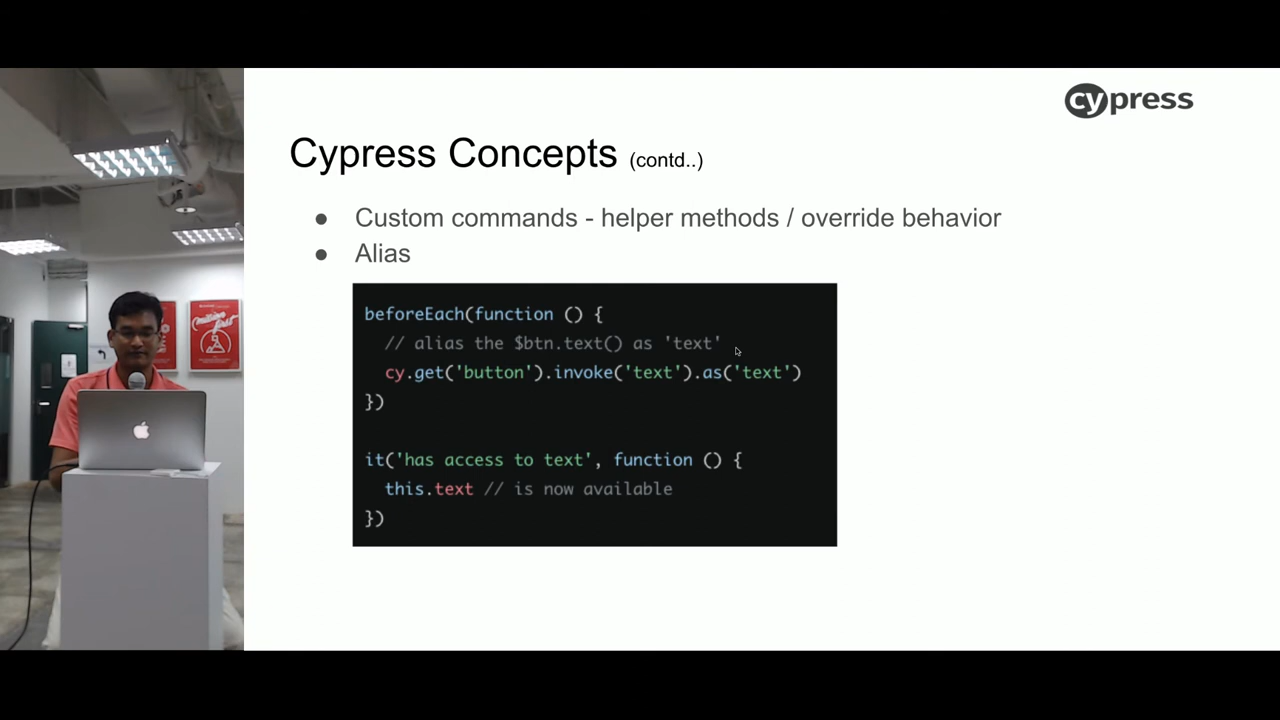 cypress
Cypress Concepts (contd..)
● Custom commands - helper methods / override behavior
● Alias
beforeEach(function () {
// alias the $btn.text() as 'text'
cy.get('button').invoke('text').as('text')
})
it('has access to text', function () {
this.text // is now available
})